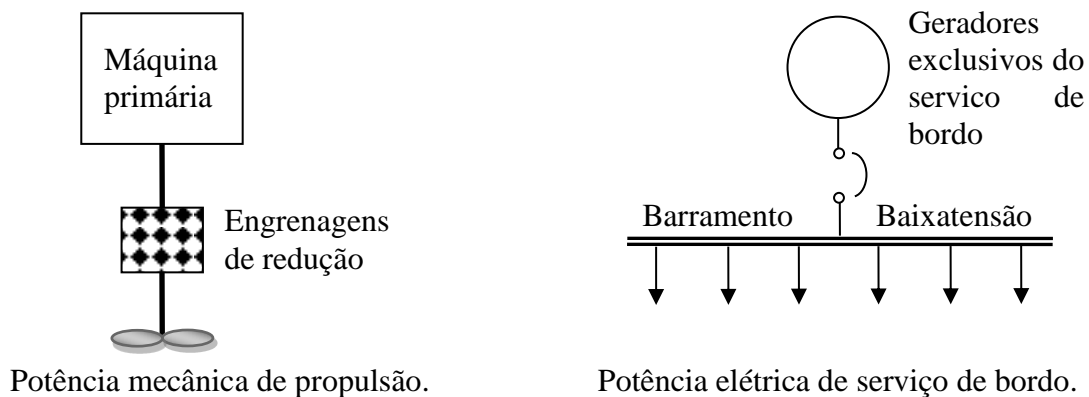 Máquina
primária
Engrenagens
de redução
Potência mecânica de propulsão.
Geradores
exclusivos do
servico de
bordo
Barramento Baixatensão
Potência elétrica de serviço de bordo.